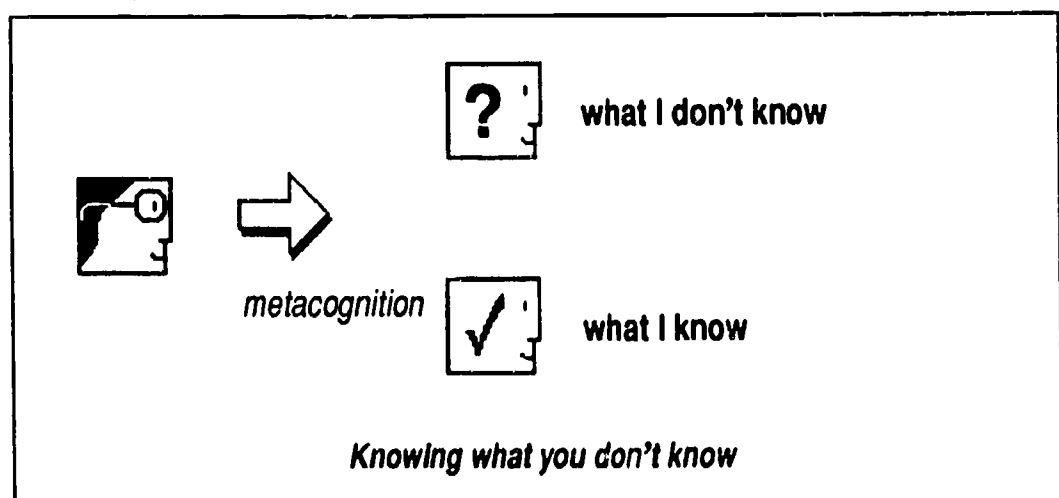 ?
what I don't know
metacognition
what I know
Knowing what you don't know